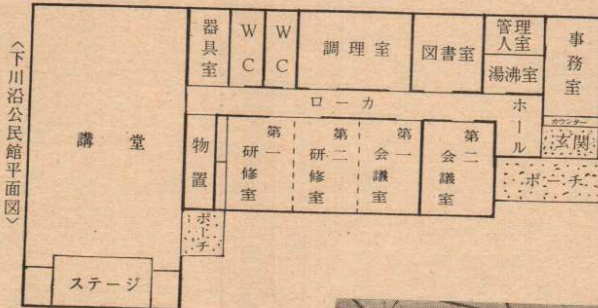 〈下川沿公民館平面図〉
講堂
ステージ
器具室
WC
WC
調理室
図書室
管理人室
湯沸室
事務室
カウンター
玄関
ローカ
ホール
物置
第一研修室
第二研修室
第一会議室
第二会議室
ポーチ
ポーチ